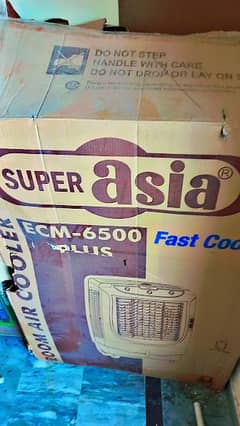 DO NOT STEP
HANDLE WITH CARE
DO NOT DROP OR LAY ON
SUPER asia®
ECM-6500
PLUS
Fast Coo
ROOM AIR COOLER